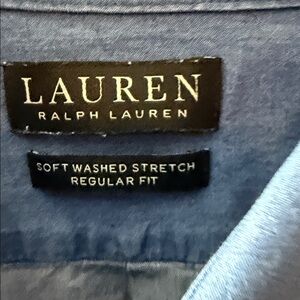 LAUREN
RALPH LAUREN
SOFT WASHED STRETCH
REGULAR FIT